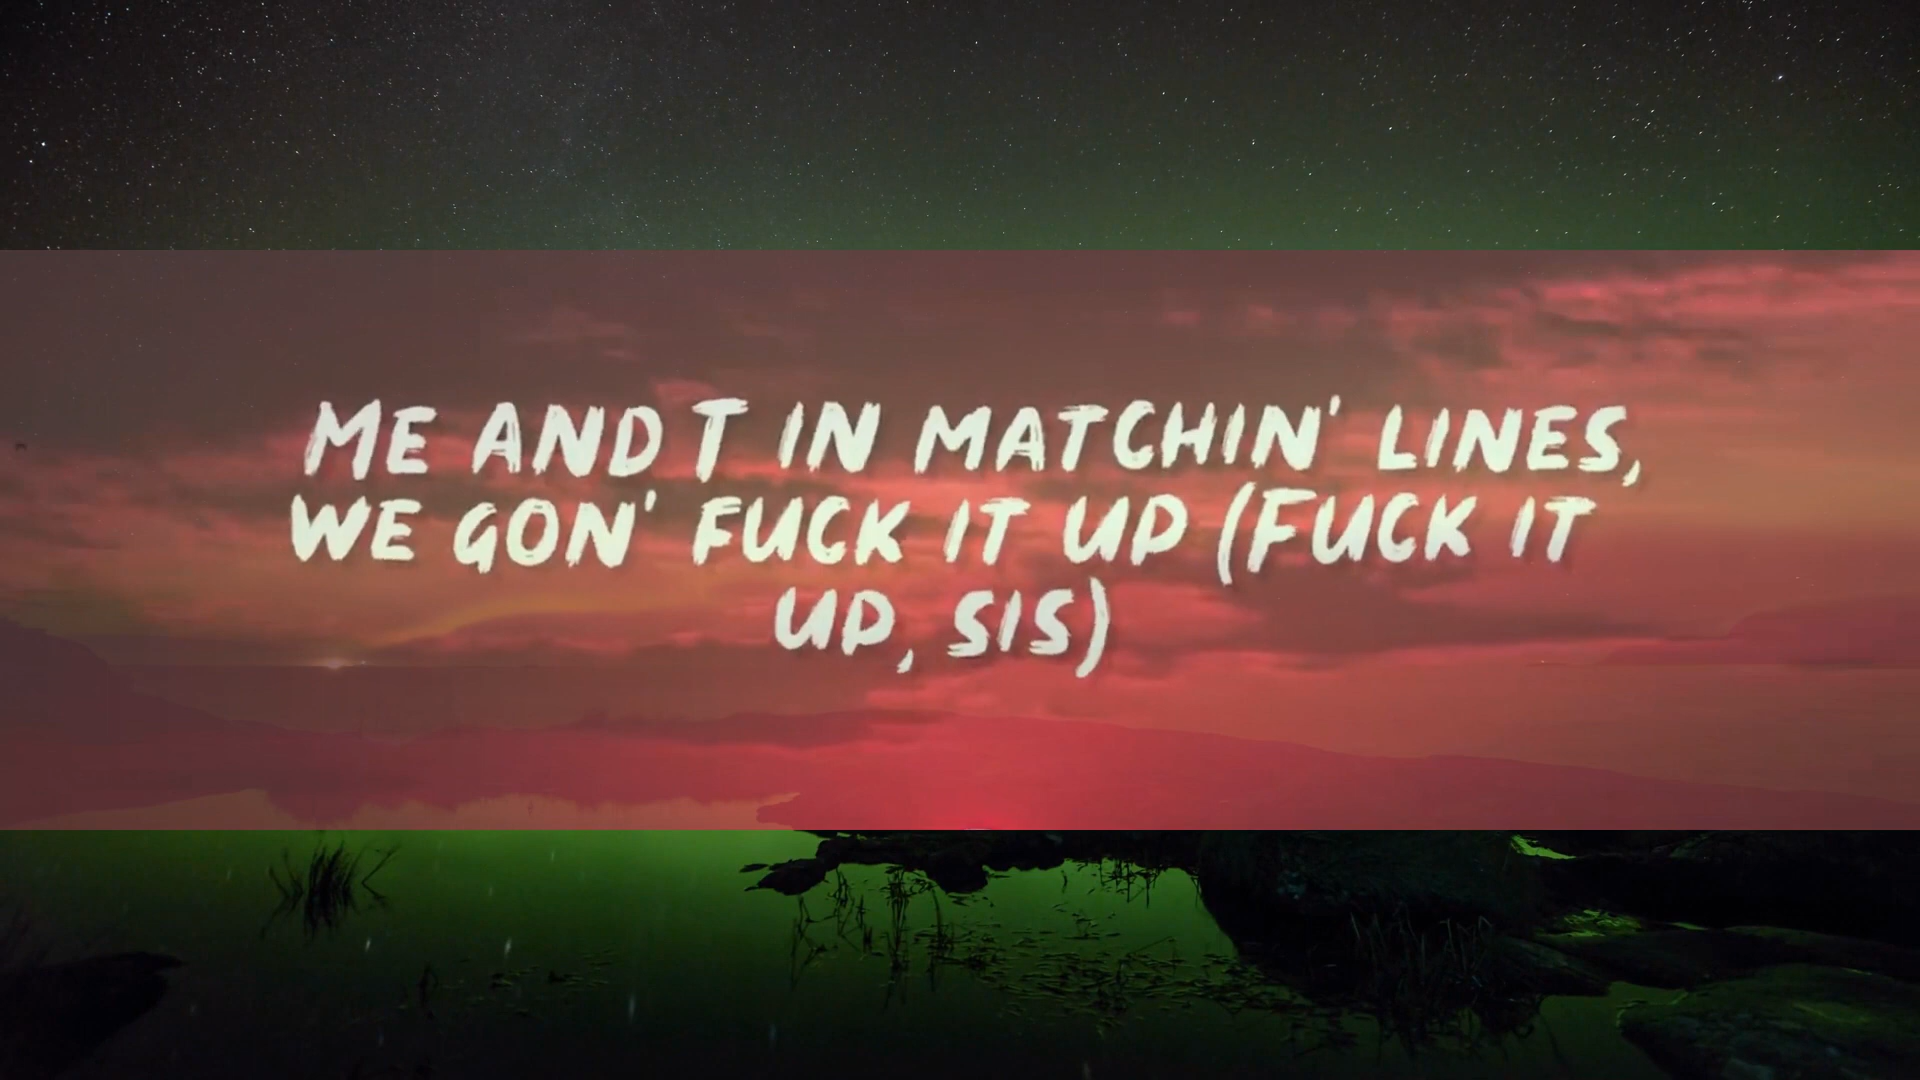 ME AND T IN MATCHIN' LINES,
WE GON' FUCK IT UP (FUCK IT
UP, SIS)